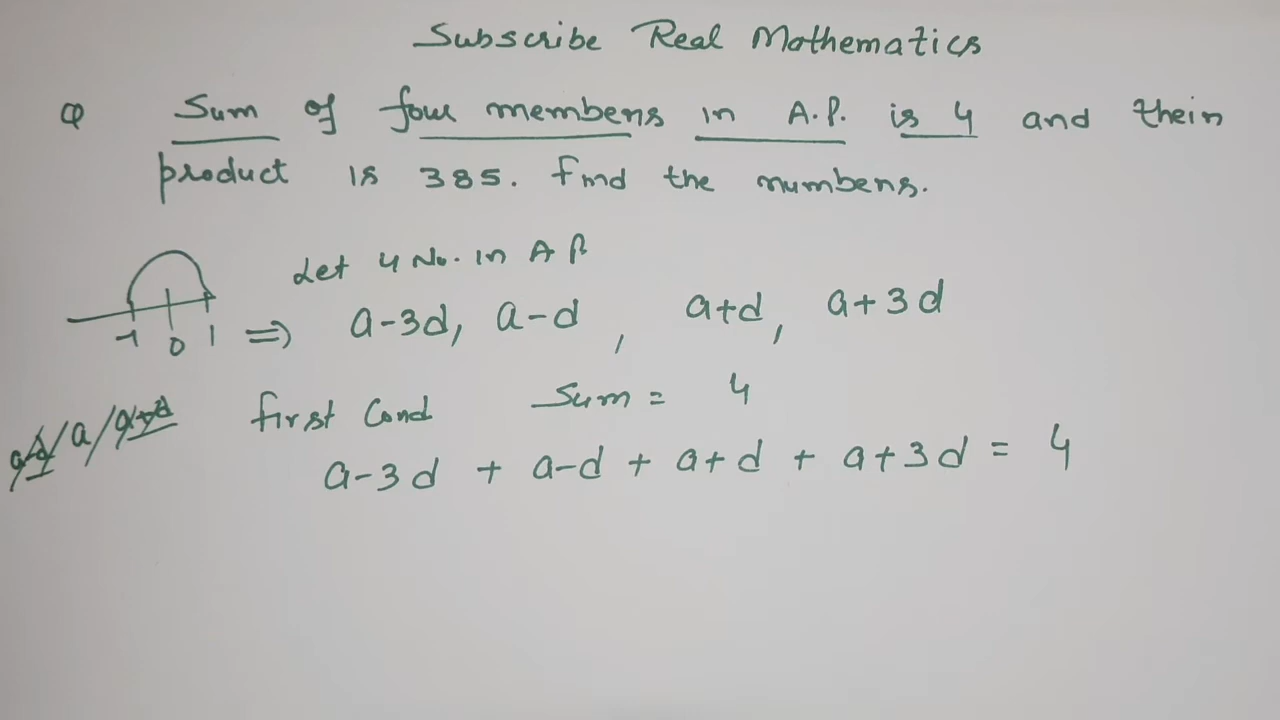 Subscribe Real Mathematics
Q Sum of four members in A.P. is 4 and their
product is 385. Find the numbers.
Let 4 No. in A P
-1 0 1 ⇒ a-3d, a-d, a+d, a+3d
a-d/a/a+d
first Cond Sum = 4
a-3d + a-d + a+d + a+3d = 4